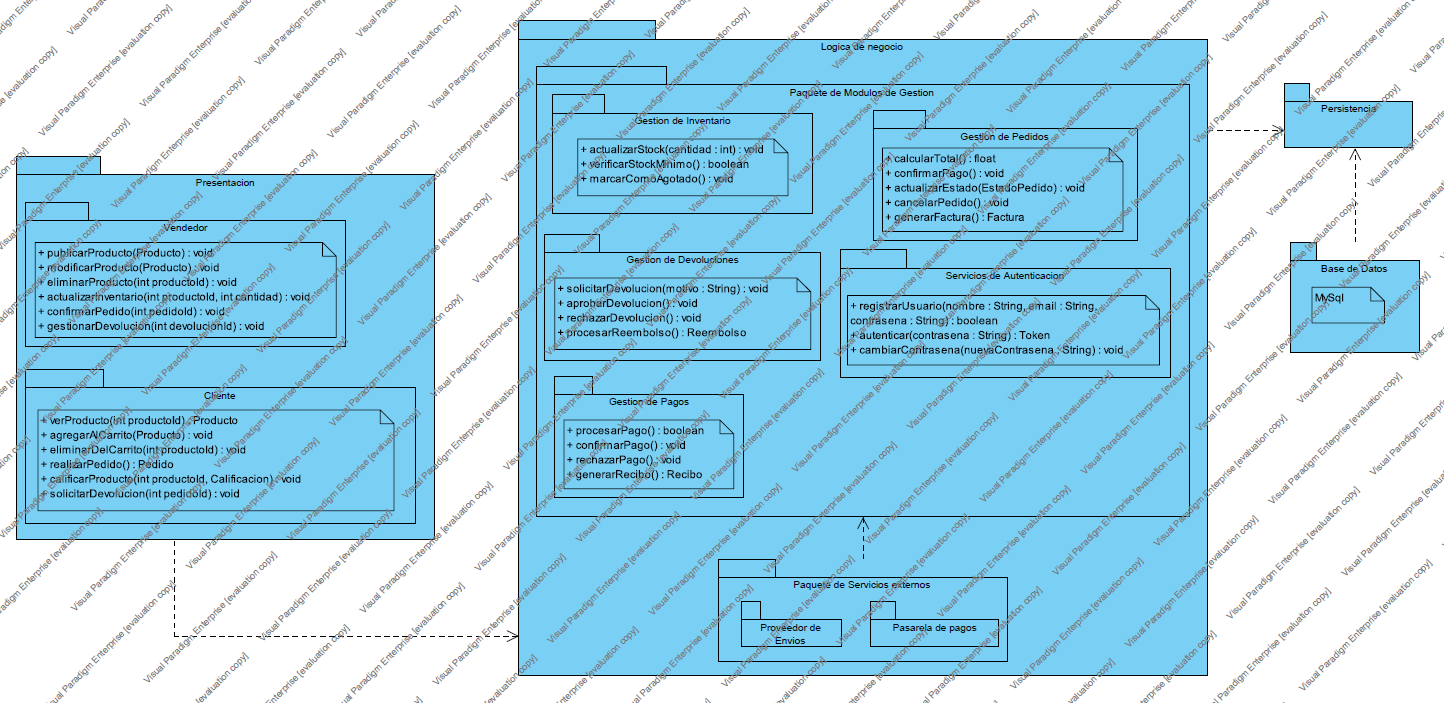 Presentacion
Vendedor
+ publicarProducto(Producto) : void
+ modificarProducto(Producto) : void
+ eliminarProducto(int productoId) : void
+ actualizarInventario(int productoId, int cantidad) : void
+ confirmarPedido(int pedidoId) : void
+ gestionarDevolucion(int devolucionId) : void
Cliente
+ verProducto(int productoId) : Producto
+ agregarAlCarrito(Producto) : void
+ eliminarDelCarrito(int productoId) : void
+ realizarPedido() : Pedido
+ calificarProducto(int productoId, Calificacion) : void
+ solicitarDevolucion(int pedidoId) : void
Logica de negocio
Paquete de Modulos de Gestion
Gestion de Inventario
+ actualizarStock(cantidad : int) : void
+ verificarStockMinimo() : boolean
+ marcarComoAgotado() : void
Gestion de Pedidos
+ calcularTotal() : float
+ confirmarPago() : void
+ actualizarEstado(EstadoPedido) : void
+ cancelarPedido() : void
+ generarFactura() : Factura
Gestion de Devoluciones
+ solicitarDevolucion(motivo : String) : void
+ aprobarDevolucion() : void
+ rechazarDevolucion() : void
+ procesarReembolso() : Reembolso
Servicios de Autenticacion
+ registrarUsuario(nombre : String, email : String,
contrasena : String) : boolean
+ autenticar(contrasena : String) : Token
+ cambiarContrasena(nuevaContrasena : String) : void
Gestion de Pagos
+ procesarPago() : boolean
+ confirmarPago() : void
+ rechazarPago() : void
+ generarRecibo() : Recibo
Paquete de Servicios externos
Proveedor de
Envios
Pasarela de pagos
Persistencia
Base de Datos
MySql
Visual Paradigm Enterprise [evaluation copy]